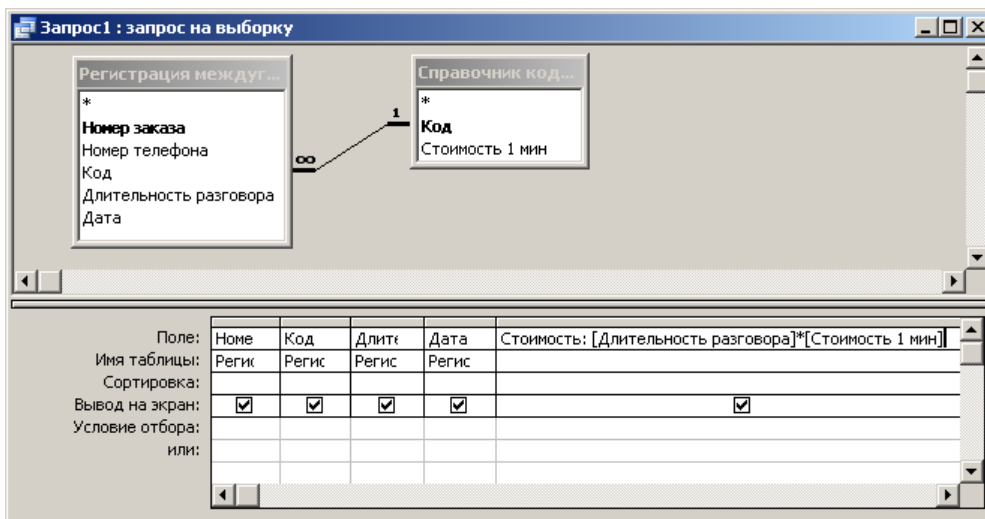 Запрос1 : запрос на выборку
Регистрация междуг...
*
Номер заказа
Номер телефона
Код
Длительность разговора
Дата
∞
1
Справочник код...
*
Код
Стоимость 1 мин
Поле: Номе Код Длите Дата Стоимость: [Длительность разговора]*[Стоимость 1 мин]
Имя таблицы: Регис Регис Регис Регис
Сортировка:
Вывод на экран:
Условие отбора:
или: